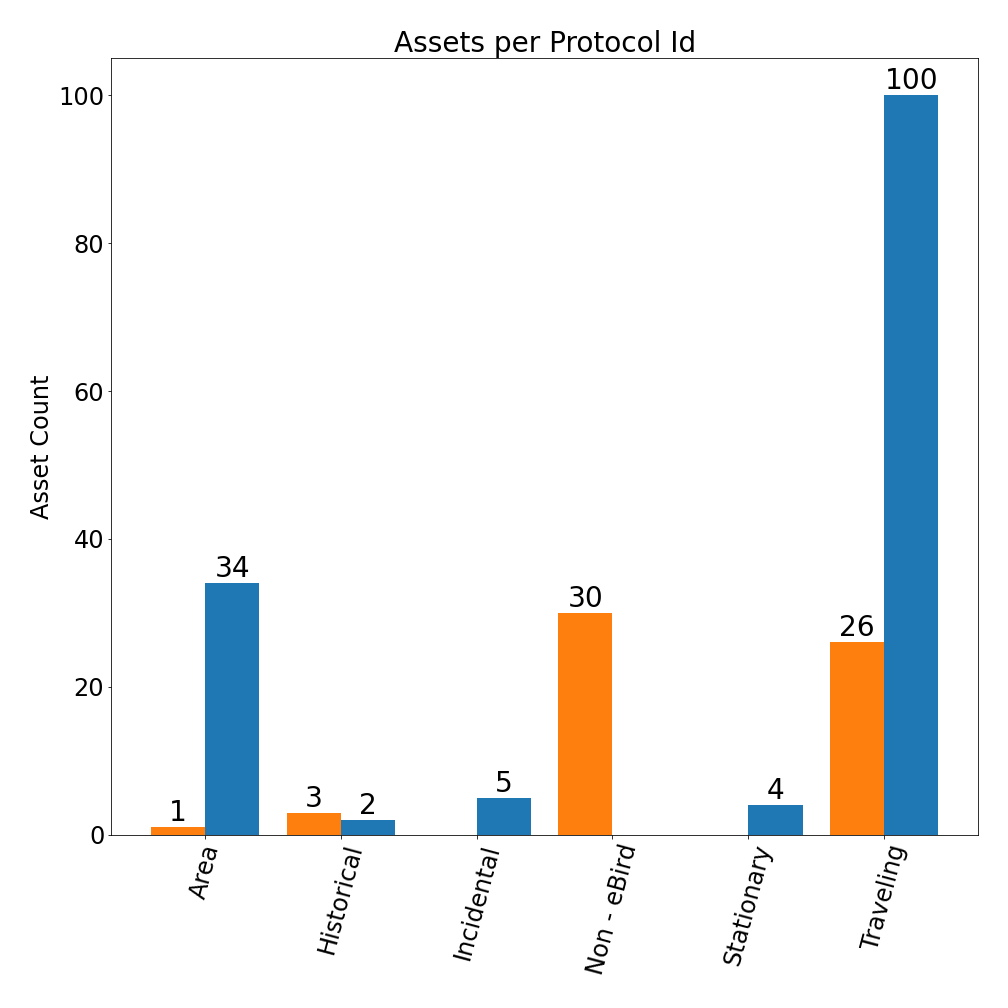 Assets per Protocol Id
Asset Count
100
80
60
40
20
0
1
34
3
2
5
30
4
26
100
Area
Historical
Incidental
Non - eBird
Stationary
Traveling